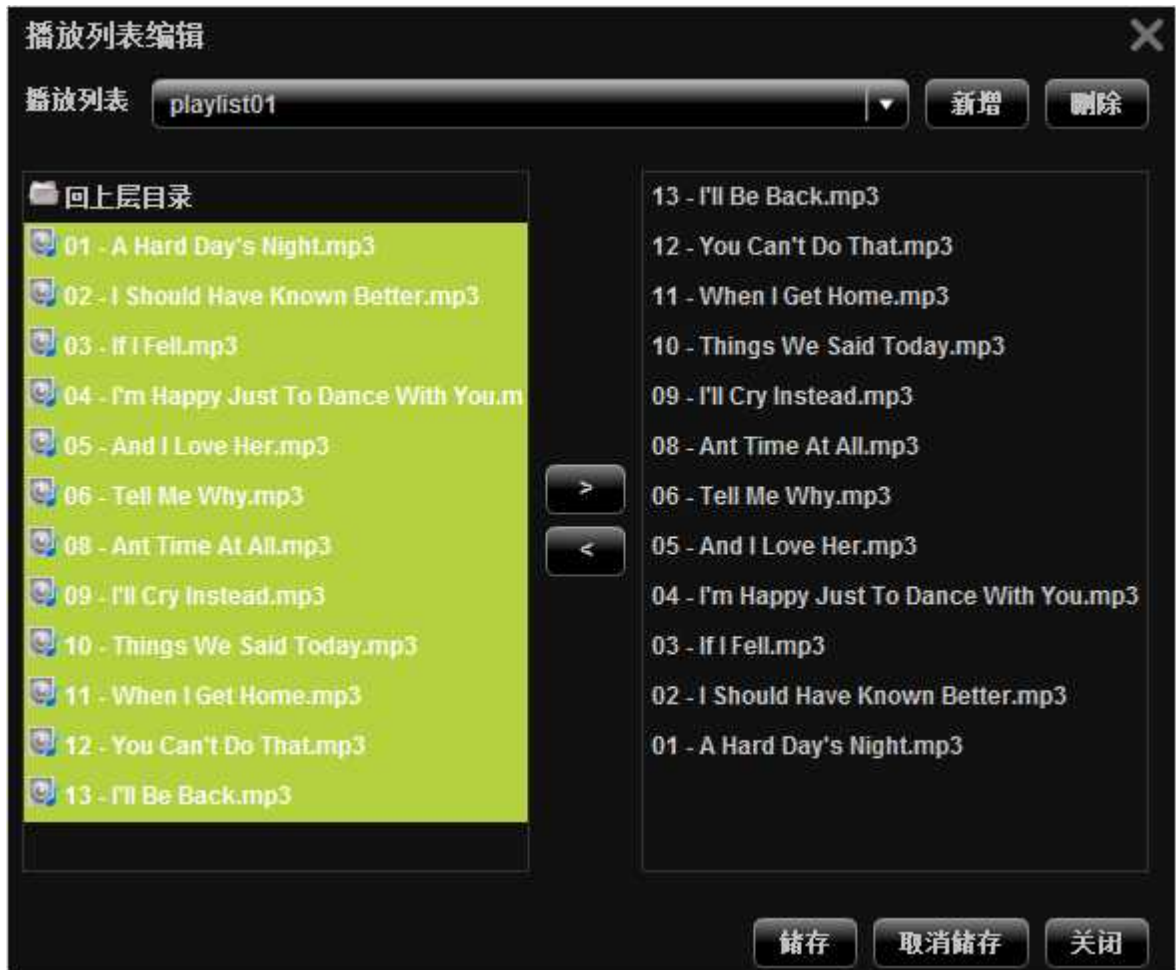 播放列表编辑
播放列表 playlist01 新增 删除
回上层目录
01 - A Hard Day's Night.mp3
02 - I Should Have Known Better.mp3
03 - If I Fell.mp3
04 - I'm Happy Just To Dance With You.m
05 - And I Love Her.mp3
06 - Tell Me Why.mp3
08 - Ant Time At All.mp3
09 - I'll Cry Instead.mp3
10 - Things We Said Today.mp3
11 - When I Get Home.mp3
12 - You Can't Do That.mp3
13 - I'll Be Back.mp3
>
<
13 - I'll Be Back.mp3
12 - You Can't Do That.mp3
11 - When I Get Home.mp3
10 - Things We Said Today.mp3
09 - I'll Cry Instead.mp3
08 - Ant Time At All.mp3
06 - Tell Me Why.mp3
05 - And I Love Her.mp3
04 - I'm Happy Just To Dance With You.mp3
03 - If I Fell.mp3
02 - I Should Have Known Better.mp3
01 - A Hard Day's Night.mp3
储存 取消储存 关闭